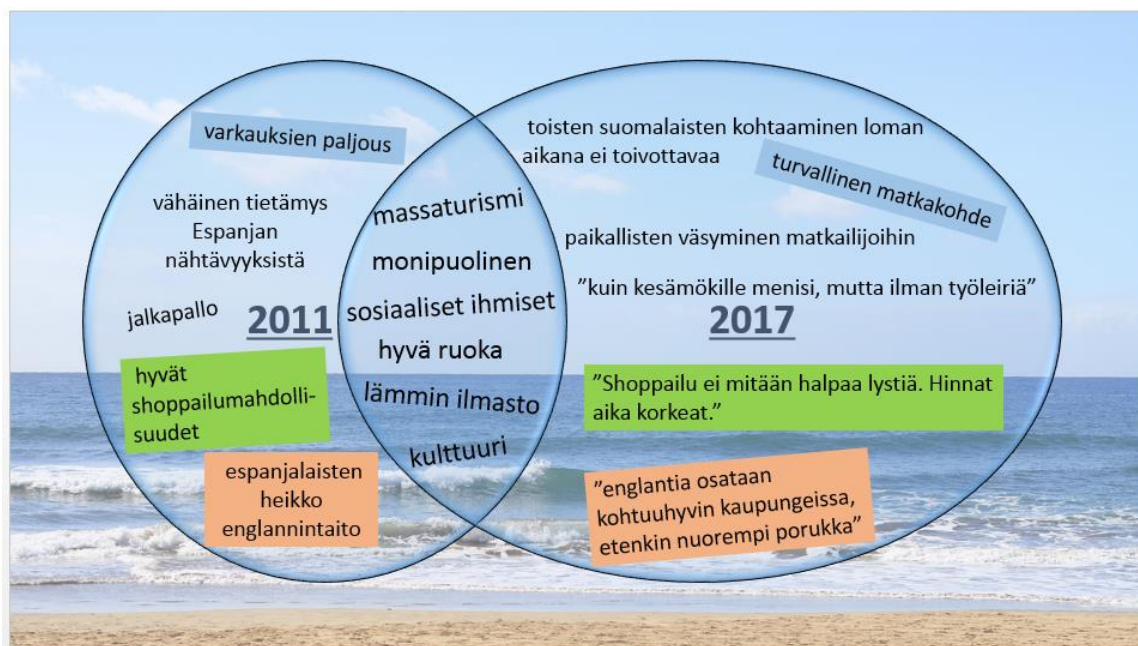 varkauksien paljous
vähäinen tietämys
Espanjan
nähtävyyksistä
jalkapallo
2011
hyvät
shoppailumahdolli-
suudet
espanjalaisten
heikko
englannintaito
massaturismi
monipuolinen
sosiaaliset ihmiset
hyvä ruoka
lämmin ilmasto
kulttuuri
toisten suomalaisten kohtaaminen loman
aikana ei toivottavaa
turvallinen matkakohde
paikallisten väsyminen matkailijoihin
”kuin kesämökille menisi, mutta ilman työleiriä”
2017
”Shoppailu ei mitään halpaa lystiä. Hinnat
aika korkeat.”
”englantia osataan
kohtuuhyvin kaupungeissa,
etenkin nuorempi porukka”